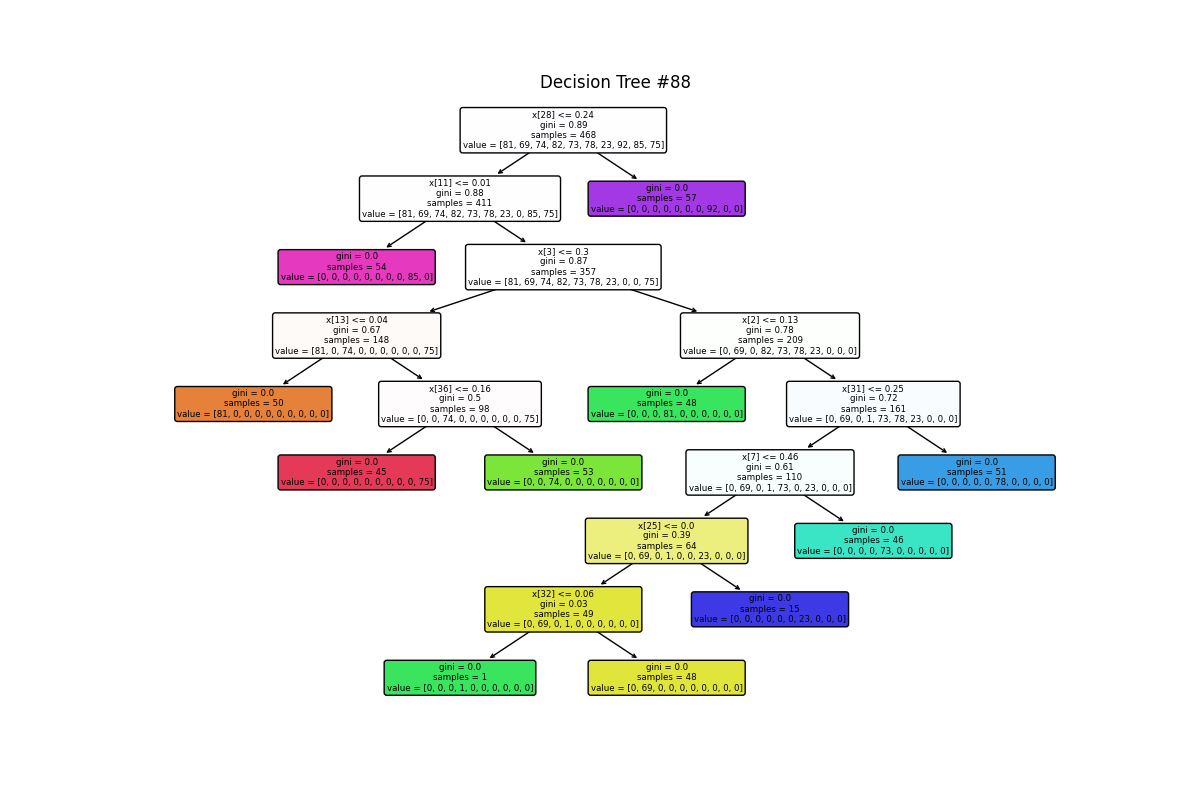 Decision Tree #88
x[28] <= 0.24
gini = 0.89
samples = 468
value = [81, 69, 74, 82, 73, 78, 23, 92, 85, 75]
x[11] <= 0.01
gini = 0.88
samples = 411
value = [81, 69, 74, 82, 73, 78, 23, 0, 85, 75]
gini = 0.0
samples = 57
value = [0, 0, 0, 0, 0, 0, 0, 92, 0, 0]
gini = 0.0
samples = 54
value = [0, 0, 0, 0, 0, 0, 0, 0, 85, 0]
x[3] <= 0.3
gini = 0.87
samples = 357
value = [81, 69, 74, 82, 73, 78, 23, 0, 0, 75]
x[13] <= 0.04
gini = 0.67
samples = 148
value = [81, 0, 74, 0, 0, 0, 0, 0, 0, 75]
x[2] <= 0.13
gini = 0.78
samples = 209
value = [0, 69, 0, 82, 73, 78, 23, 0, 0, 0]
gini = 0.0
samples = 50
value = [81, 0, 0, 0, 0, 0, 0, 0, 0, 0]
x[36] <= 0.16
gini = 0.5
samples = 98
value = [0, 0, 74, 0, 0, 0, 0, 0, 0, 75]
gini = 0.0
samples = 48
value = [0, 0, 0, 81, 0, 0, 0, 0, 0, 0]
x[31] <= 0.25
gini = 0.72
samples = 161
value = [0, 69, 0, 1, 73, 78, 23, 0, 0, 0]
gini = 0.0
samples = 45
value = [0, 0, 0, 0, 0, 0, 0, 0, 0, 75]
gini = 0.0
samples = 53
value = [0, 0, 74, 0, 0, 0, 0, 0, 0, 0]
x[7] <= 0.46
gini = 0.61
samples = 110
value = [0, 69, 0, 1, 73, 0, 23, 0, 0, 0]
gini = 0.0
samples = 51
value = [0, 0, 0, 0, 0, 78, 0, 0, 0, 0]
x[25] <= 0.0
gini = 0.39
samples = 64
value = [0, 69, 0, 1, 0, 0, 23, 0, 0, 0]
gini = 0.0
samples = 46
value = [0, 0, 0, 0, 73, 0, 0, 0, 0, 0]
x[32] <= 0.06
gini = 0.03
samples = 49
value = [0, 69, 0, 1, 0, 0, 0, 0, 0, 0]
gini = 0.0
samples = 15
value = [0, 0, 0, 0, 0, 0, 23, 0, 0, 0]
gini = 0.0
samples = 1
value = [0, 0, 0, 1, 0, 0, 0, 0, 0, 0]
gini = 0.0
samples = 48
value = [0, 69, 0, 0, 0, 0, 0, 0, 0, 0]